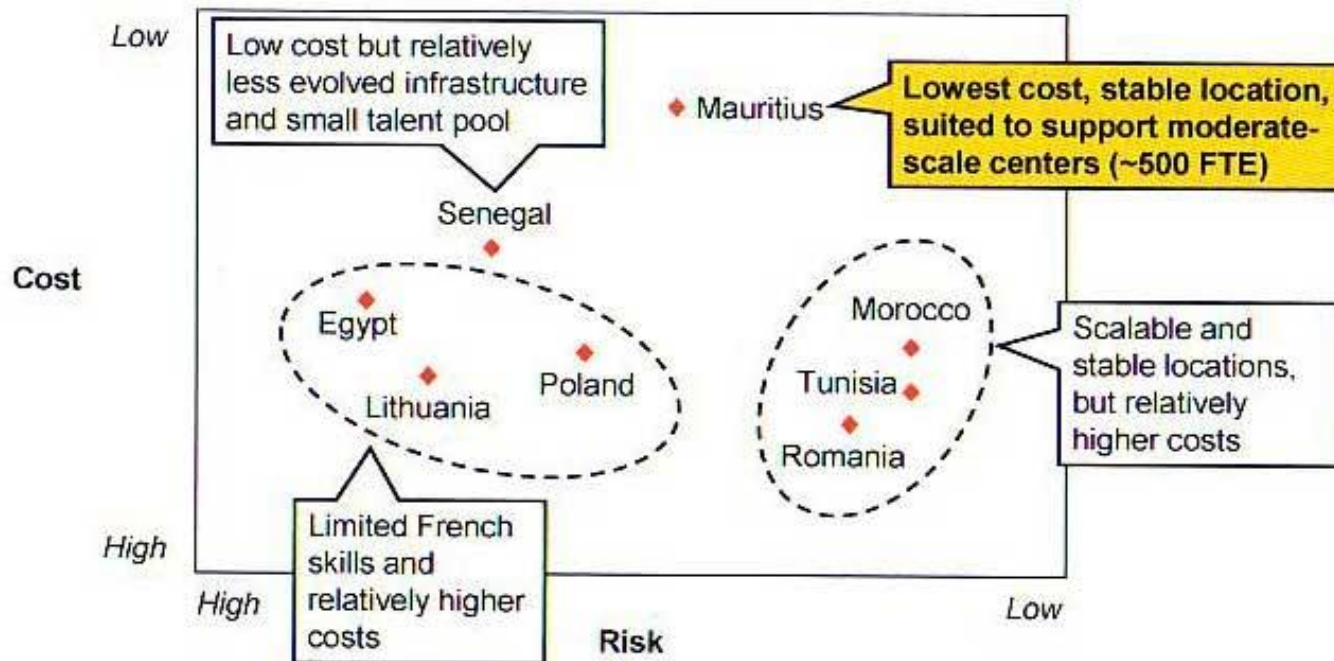 Low
Low cost but relatively
less evolved infrastructure
and small talent pool
Mauritius
Lowest cost, stable location,
suited to support moderate-
scale centers (~500 FTE)
Senegal
Cost
Egypt
Lithuania
Poland
Morocco
Tunisia
Romania
Scalable and
stable locations,
but relatively
higher costs
High
Limited French
skills and
relatively higher
costs
High
Low
Risk